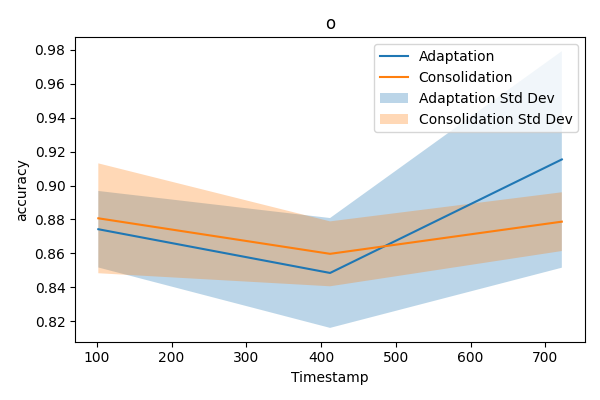 o
0.98
0.96
0.94
0.92
0.90
0.88
0.86
0.84
0.82
accuracy
Adaptation
Consolidation
Adaptation Std Dev
Consolidation Std Dev
100
200
300
400
500
600
700
Timestamp